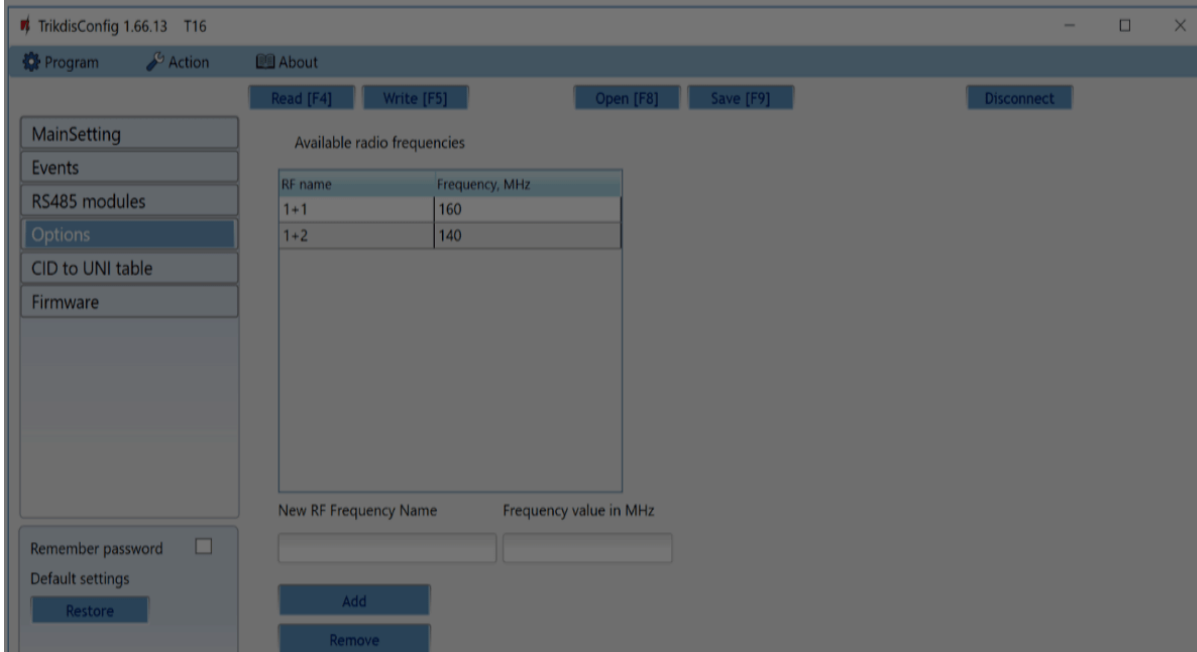 TrikdisConfig 1.66.13 T16
Program Action About
Read [F4] Write [F5] Open [F8] Save [F9] Disconnect
MainSetting
Events
RS485 modules
Options
CID to UNI table
Firmware
Available radio frequencies
RF name Frequency, MHz
1+1 160
1+2 140
New RF Frequency Name Frequency value in MHz
Remember password
Default settings
Restore
Add
Remove